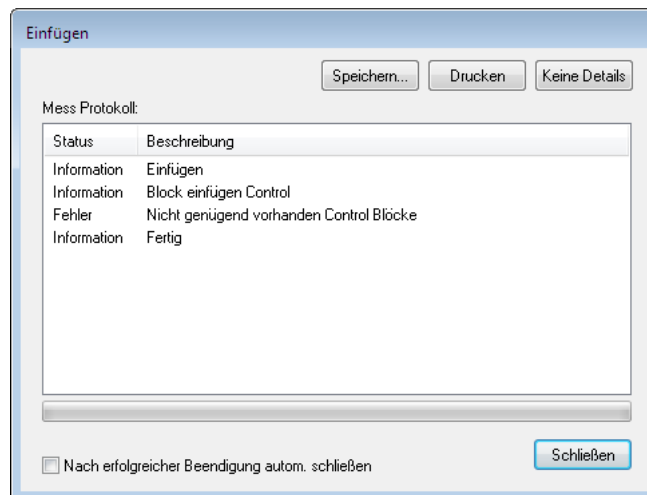 Einfügen
Speichern... Drucken Keine Details
Mess Protokoll:
Status Beschreibung
Information Einfügen
Information Block einfügen Control
Fehler Nicht genügend vorhanden Control Blöcke
Information Fertig
Nach erfolgreicher Beendigung autom. schließen
Schließen